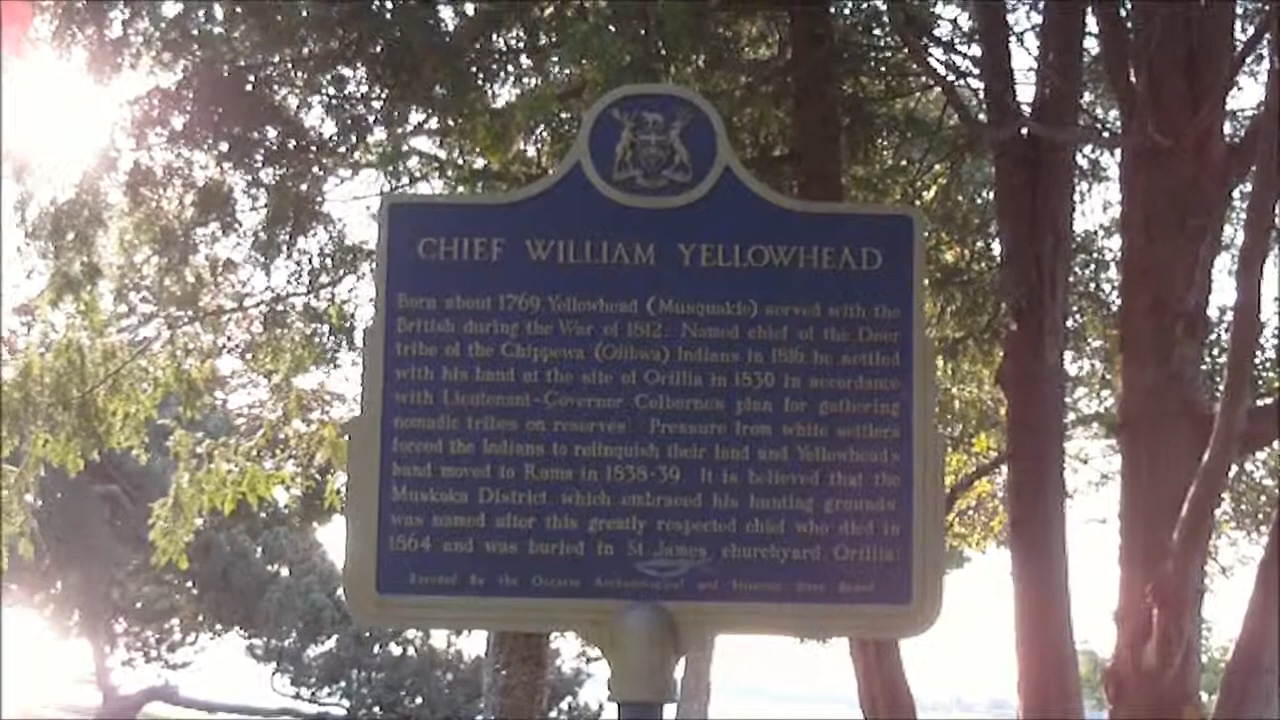 CHIEF WILLIAM YELLOWHEAD
Born about 1769, Yellowhead (Musquakie) served with the
British during the War of 1812. Named chief of the Deer
tribe of the Chippewa (Ojibwa) Indians in 1816, he settled
with his band at the site of Orillia in 1830 in accordance
with Lieutenant-Governor Colborne's plan for gathering
nomadic tribes on reserves. Pressure from white settlers
forced the Indians to relinquish their land and Yellowhead's
band moved to Rama in 1838-39. It is believed that the
Muskoka District, which embraced his hunting grounds,
was named after this greatly respected chief who died in
1864 and was buried in St. James' churchyard, Orillia.
Erected by the Ontario Archaeological and Historic Sites Board